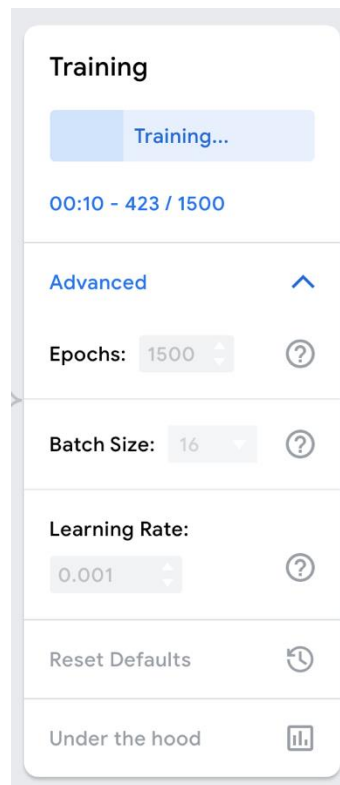 Training
Training...
00:10 - 423 / 1500
Advanced
Epochs: 1500
Batch Size: 16
Learning Rate:
0.001
Reset Defaults
Under the hood